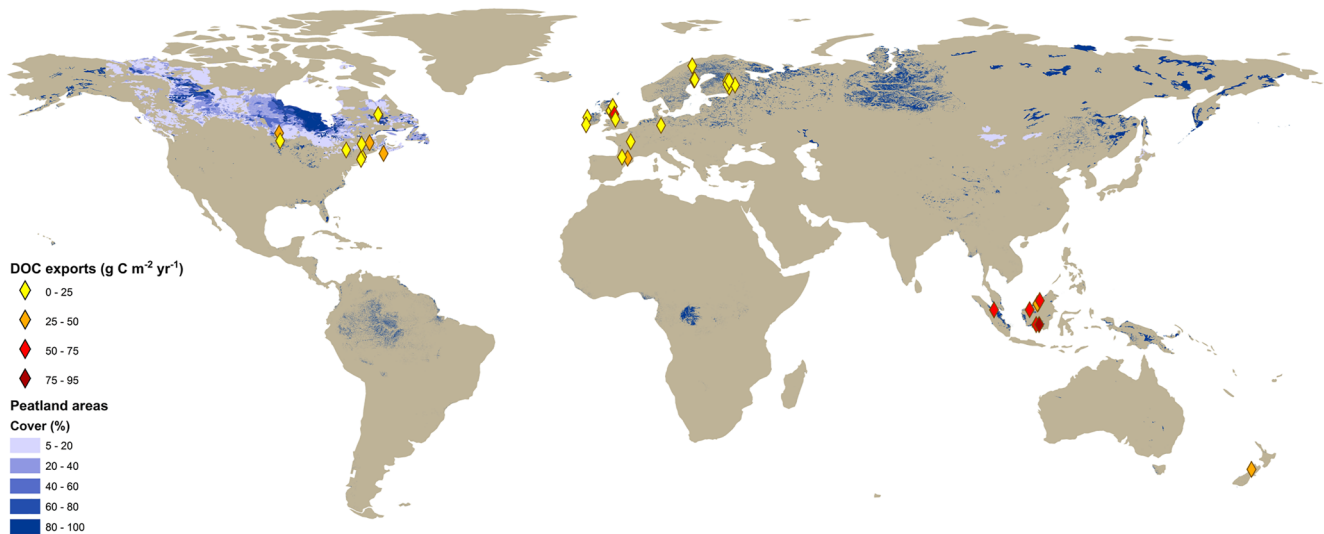 DOC exports (g C m⁻² yr⁻¹)
0 - 25
25 - 50
50 - 75
75 - 95
Peatland areas
Cover (%)
5 - 20
20 - 40
40 - 60
60 - 80
80 - 100